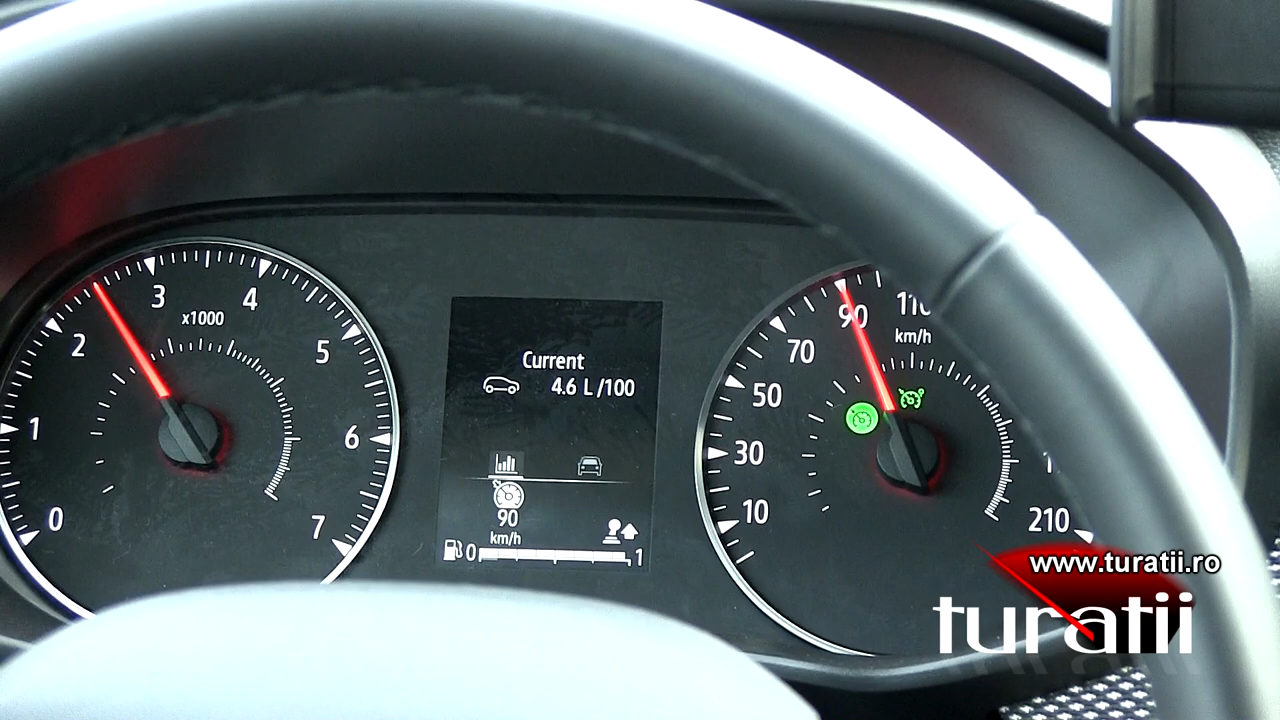 0
1
2
3
4
5
6
7
x1000
Current
4.6 L/100
90
km/h
0
1
10
30
50
70
90
110
km/h
210
www.turatii.ro
turatii